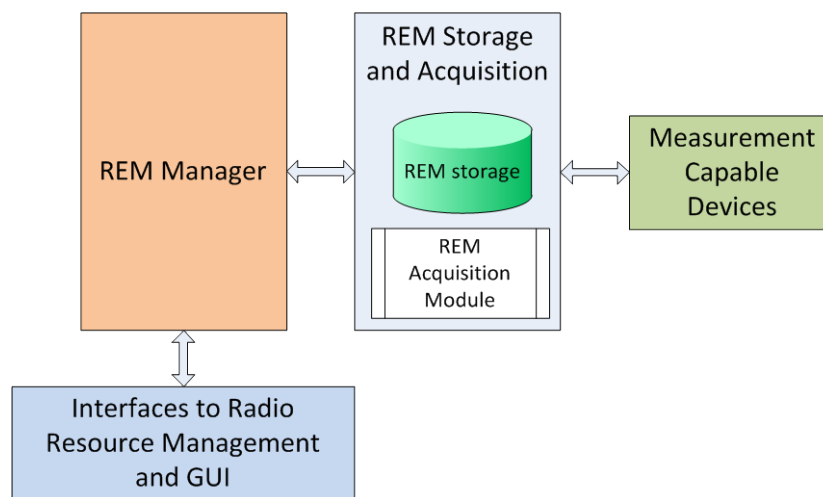 REM Manager
REM Storage
and Acquisition
REM storage
REM
Acquisition
Module
Measurement
Capable
Devices
Interfaces to Radio
Resource Management
and GUI